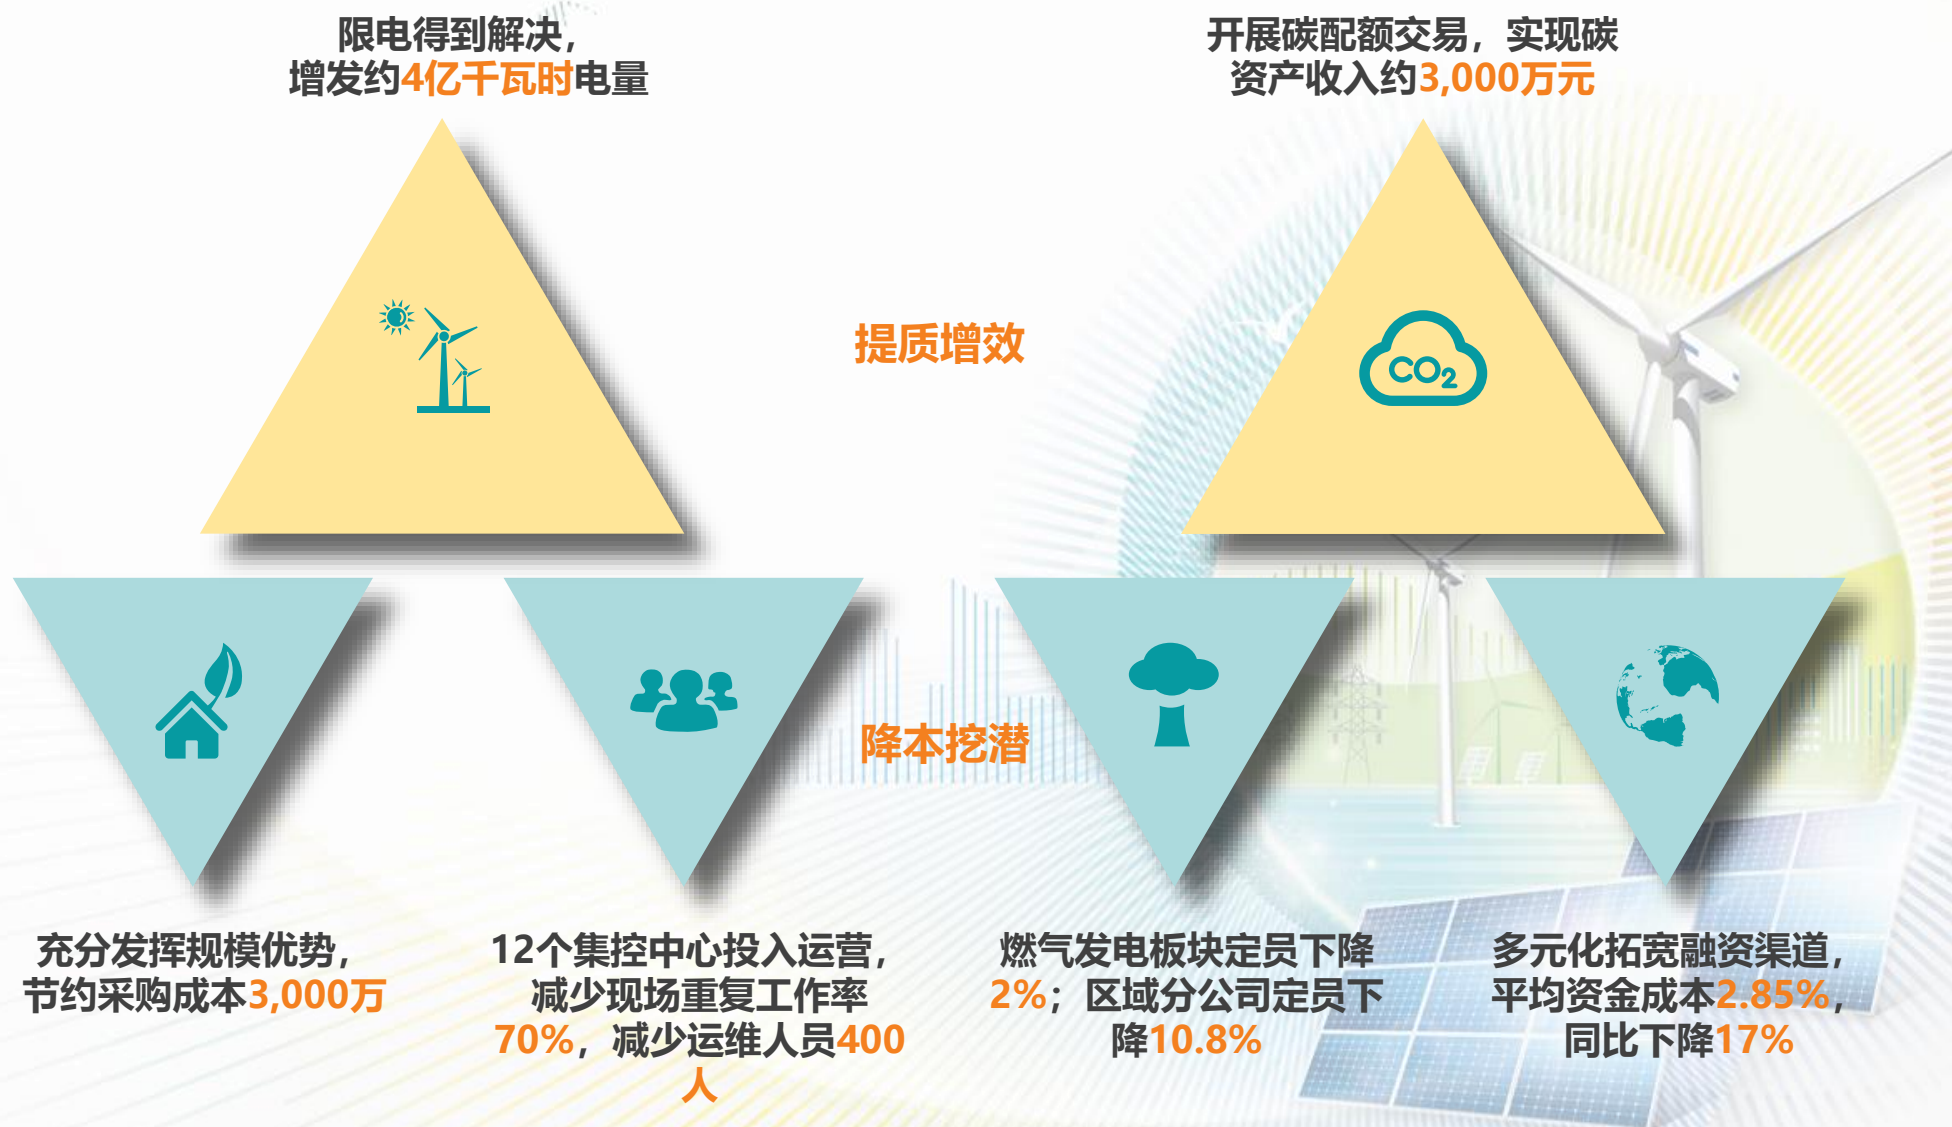 限电得到解决，
增发约4亿千瓦时电量
开展碳配额交易，实现碳
资产收入约3,000万元
提质增效
CO₂
降本挖潜
充分发挥规模优势，
节约采购成本3,000万
12个集控中心投入运营，
减少现场重复工作率
70%，减少运维人员400
人
燃气发电板块定员下降
2%；区域分公司定员下
降10.8%
多元化拓宽融资渠道，
平均资金成本2.85%，
同比下降17%